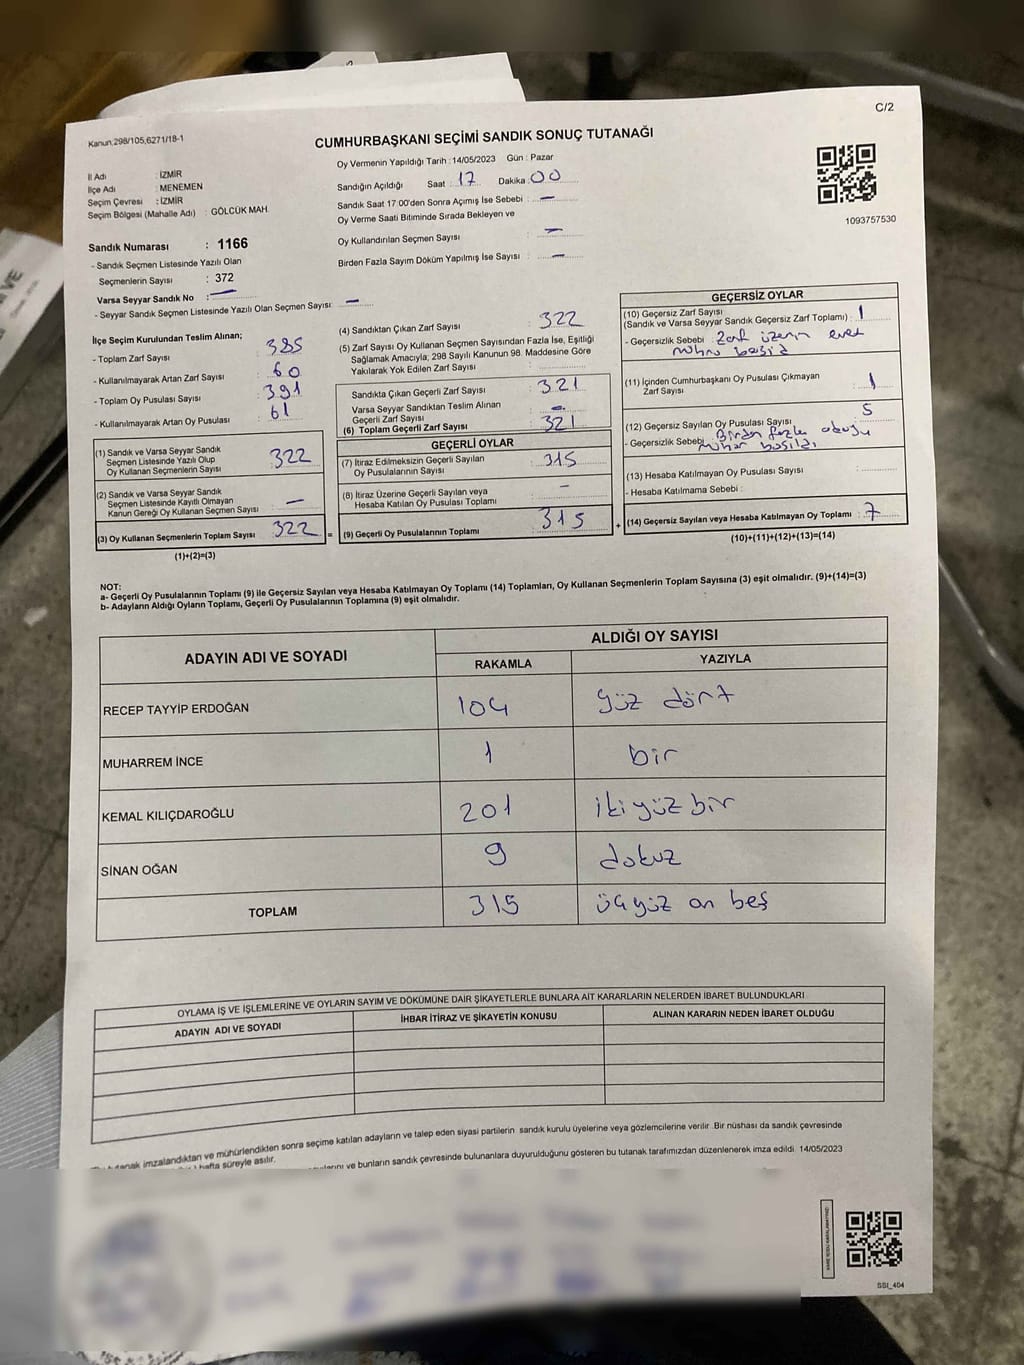 C/2
Kanun,298/105,6271/18-1
CUMHURBAŞKANI SEÇİMİ SANDIK SONUÇ TUTANAĞI
İl Adı : İZMİR
İlçe Adı : MENEMEN
Seçim Çevresi : İZMİR
Seçim Bölgesi (Mahalle Adı) : GÖLCÜK MAH.
Sandık Numarası : 1166
- Sandık Seçmen Listesinde Yazılı Olan
Seçmenlerin Sayısı : 372
Varsa Seyyar Sandık No : —
- Seyyar Sandık Seçmen Listesinde Yazılı Olan Seçmen Sayısı: —
Oy Vermenin Yapıldığı Tarih : 14/05/2023 Gün : Pazar
Sandığın Açıldığı Saat : 17 Dakika : 00
Sandık Saat 17.00'den Sonra Açımış İse Sebebi : —
Oy Verme Saati Bitiminde Sırada Bekleyen ve
Oy Kullandırılan Seçmen Sayısı : —
Birden Fazla Sayım Döküm Yapılmış İse Sayısı : —
1093757530
İlçe Seçim Kurulundan Teslim Alınan;
- Toplam Zarf Sayısı : 385
- Kullanılmayarak Artan Zarf Sayısı : 60
- Toplam Oy Pusulası Sayısı : 391
- Kullanılmayarak Artan Oy Pusulası : 61
(1) Sandık ve Varsa Seyyar Sandık
Seçmen Listesinde Yazılı Olup
Oy Kullanan Seçmenlerin Sayısı 322
(2) Sandık ve Varsa Seyyar Sandık
Seçmen Listesinde Kayıtlı Olmayan
Kanun Gereği Oy Kullanan Seçmen Sayısı —
(3) Oy Kullanan Seçmenlerin Toplam Sayısı 322 =
(1)+(2)=(3)
(4) Sandıktan Çıkan Zarf Sayısı : 322
(5) Zarf Sayısı Oy Kullanan Seçmen Sayısından Fazla İse, Eşitliği
Sağlamak Amacıyla; 298 Sayılı Kanunun 98. Maddesine Göre
Yakılarak Yok Edilen Zarf Sayısı :
Sandıkta Çıkan Geçerli Zarf Sayısı : 321
Varsa Seyyar Sandıktan Teslim Alınan
Geçerli Zarf Sayısı : —
(6) Toplam Geçerli Zarf Sayısı : 321
GEÇERLİ OYLAR
(7) İtiraz Edilmeksizin Geçerli Sayılan
Oy Pusulalarının Sayısı : 315
(8) İtiraz Üzerine Geçerli Sayılan veya
Hesaba Katılan Oy Pusulası Toplamı : —
(9) Geçerli Oy Pusulalarının Toplamı : 315 +
GEÇERSİZ OYLAR
(10) Geçersiz Zarf Sayısı
(Sandık ve Varsa Seyyar Sandık Geçersiz Zarf Toplamı) : 1
- Geçersizlik Sebebi : Zarf üzerin evet
mührü
(11) İçinden Cumhurbaşkanı Oy Pusulası Çıkmayan
Zarf Sayısı : 1
(12) Geçersiz Sayılan Oy Pusulası Sayısı : 5
- Geçersizlik Sebebi : Birden fazla
mühür basıldı
(13) Hesaba Katılmayan Oy Pusulası Sayısı :
- Hesaba Katılmama Sebebi :
(14) Geçersiz Sayılan veya Hesaba Katılmayan Oy Toplamı : 7
(10)+(11)+(12)+(13)=(14)
NOT:
a- Geçerli Oy Pusulalarının Toplamı (9) ile Geçersiz Sayılan veya Hesaba Katılmayan Oy Toplamı (14) Toplamları, Oy Kullanan Seçmenlerin Toplam Sayısına (3) eşit olmalıdır. (9)+(14)=(3)
b- Adayların Aldığı Oyların Toplamı, Geçerli Oy Pusulalarının Toplamına (9) eşit olmalıdır.
ADAYIN ADI VE SOYADI ALDIĞI OY SAYISI
RAKAMLA YAZIYLA
RECEP TAYYİP ERDOĞAN 104 yüz dört
MUHARREM İNCE 1 bir
KEMAL KILIÇDAROĞLU 201 iki yüz bir
SİNAN OĞAN 9 dokuz
TOPLAM 315 üçyüz on beş
OYLAMA İŞ VE İŞLEMLERİNE VE OYLARIN SAYIM VE DÖKÜMÜNE DAİR ŞİKAYETLERLE BUNLARA AİT KARARLARIN NELERDEN İBARET BULUNDUKLARI
ADAYIN ADI VE SOYADI İHBAR İTİRAZ VE ŞİKAYETİN KONUSU ALINAN KARARIN NEDEN İBARET OLDUĞU
tutanak imzalandıktan ve mühürlendikten sonra seçime katılan adayların ve talep eden siyasi partilerin sandık kurulu üyelerine veya gözlemcilerine verilir. Bir nüshası da sandık çevresinde
hafta süreyle asılır.
ve bunların sandık çevresinde bulunanlara duyurulduğunu gösteren bu tutanak tarafımızdan düzenlenerek imza edildi. 14/05/2023
SSI_404